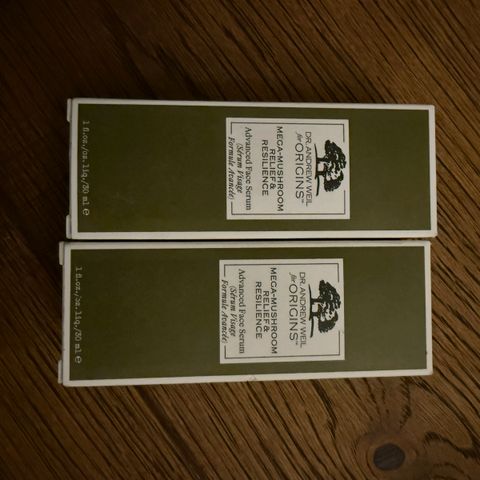 DR. ANDREW WEIL
for ORIGINS™
MEGA-MUSHROOM
RELIEF &
RESILIENCE
Advanced Face Serum
(Sérum Visage
Formule Avancée)
1 fl.oz./oz.liq./30 ml e
DR. ANDREW WEIL
for ORIGINS™
MEGA-MUSHROOM
RELIEF &
RESILIENCE
Advanced Face Serum
(Sérum Visage
Formule Avancée)
1 fl.oz./oz.liq./30 ml e